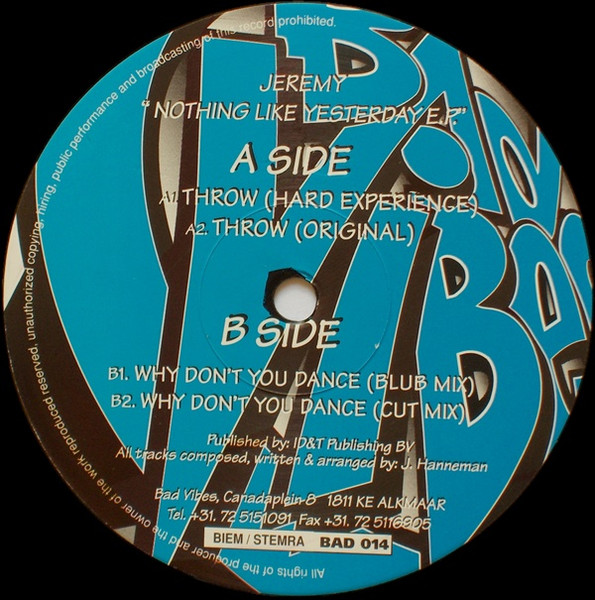 JEREMY
"NOTHING LIKE YESTERDAY E.P."
A SIDE
A1. THROW (HARD EXPERIENCE)
A2. THROW (ORIGINAL)
B SIDE
B1. WHY DON'T YOU DANCE (BLUB MIX)
B2. WHY DON'T YOU DANCE (CUT MIX)
Published by: ID&T Publishing BV
All tracks composed, written & arranged by: J. Hanneman
Bad Vibes, Canadaplein 8 1811 KE ALKMAAR
Tel. +31. 72 5151091, Fax +31. 72 5116905
BIEM / STEMRA BAD 014
All rights of the producer and the owner of the work reproduced reserved, unauthorized copying, hiring, public performance and broadcasting of this record prohibited.